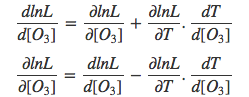 dlnL/d[O₃] = ∂lnL/∂[O₃] + ∂lnL/∂T · dT/d[O₃]
∂lnL/∂[O₃] = dlnL/d[O₃] − ∂lnL/∂T · dT/d[O₃]